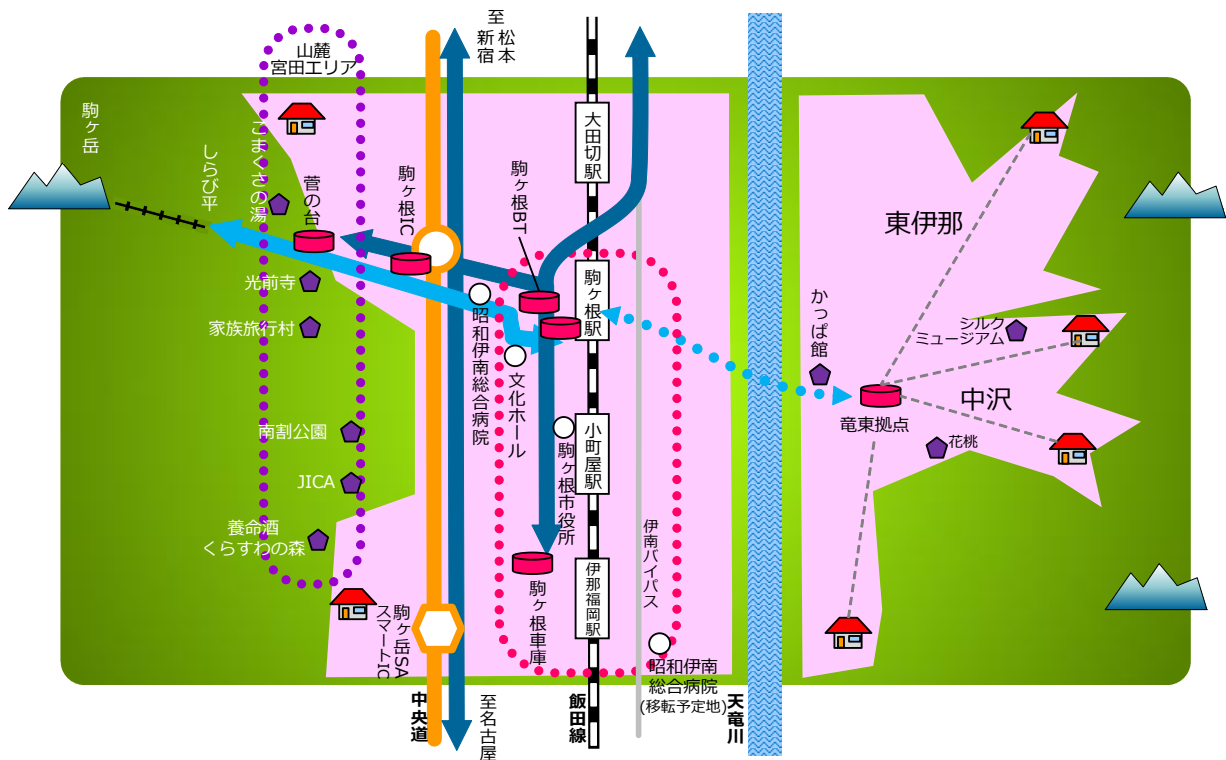 至
新宿
松本
山麓
宮田エリア
駒ヶ岳
しらび平
こまくさの湯
菅の台
駒ヶ根IC
駒ヶ根BT
大田切駅
駒ヶ根駅
光前寺
家族旅行村
昭和伊南総合病院
文化ホール
南割公園
JICA
養命酒
くらすわの森
駒ヶ根市役所
小町屋駅
伊那福岡駅
伊南バイパス
駒ヶ岳SA
スマートIC
駒ヶ根車庫
昭和伊南
総合病院
(移転予定地)
中央道
至名古屋
飯田線
天竜川
東伊那
かっぱ館
シルク
ミュージアム
中沢
竜東拠点
花桃